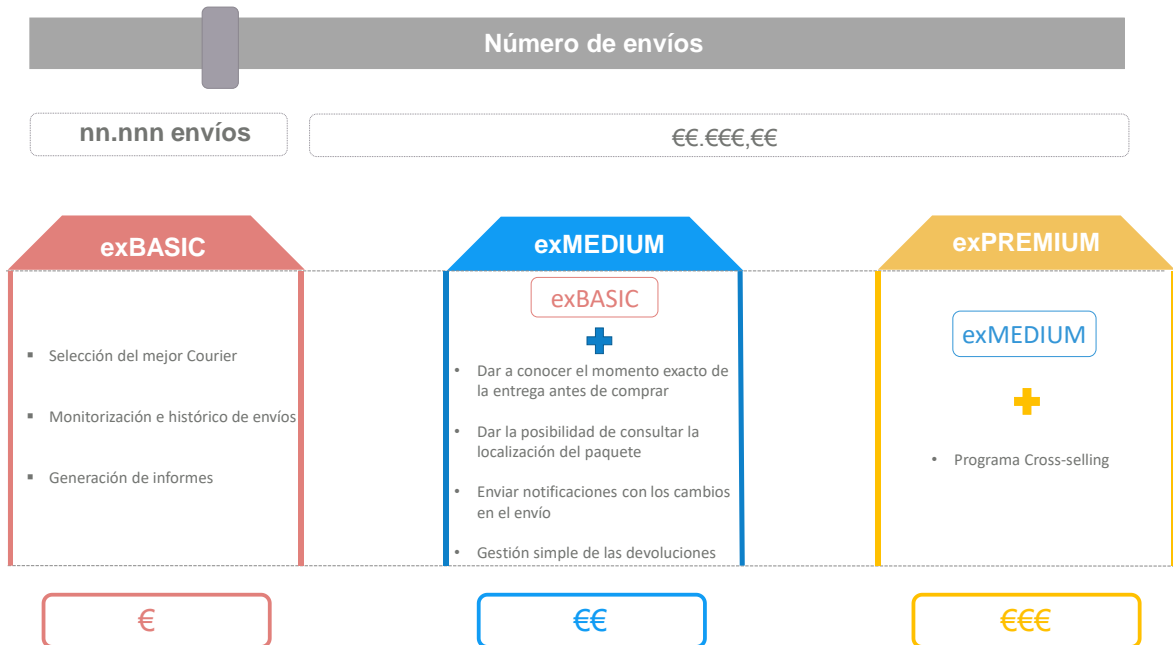 Número de envíos
nn.nnn envíos
€€.€€€,€€
exBASIC
▪ Selección del mejor Courier
▪ Monitorización e histórico de envíos
▪ Generación de informes
€
exMEDIUM
exBASIC
• Dar a conocer el momento exacto de
la entrega antes de comprar
• Dar la posibilidad de consultar la
localización del paquete
• Enviar notificaciones con los cambios
en el envío
• Gestión simple de las devoluciones
€€
exPREMIUM
exMEDIUM
• Programa Cross-selling
€€€